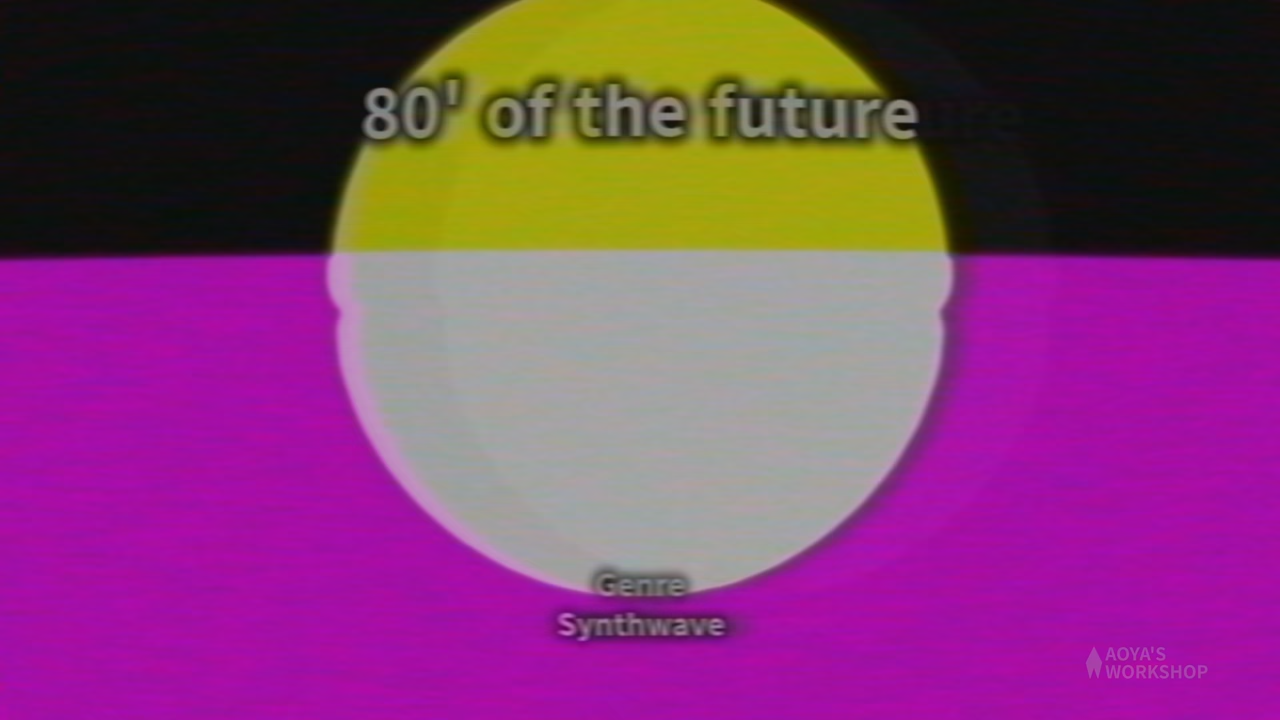 80' of the future
Genre
Synthwave
AOYA'S
WORKSHOP